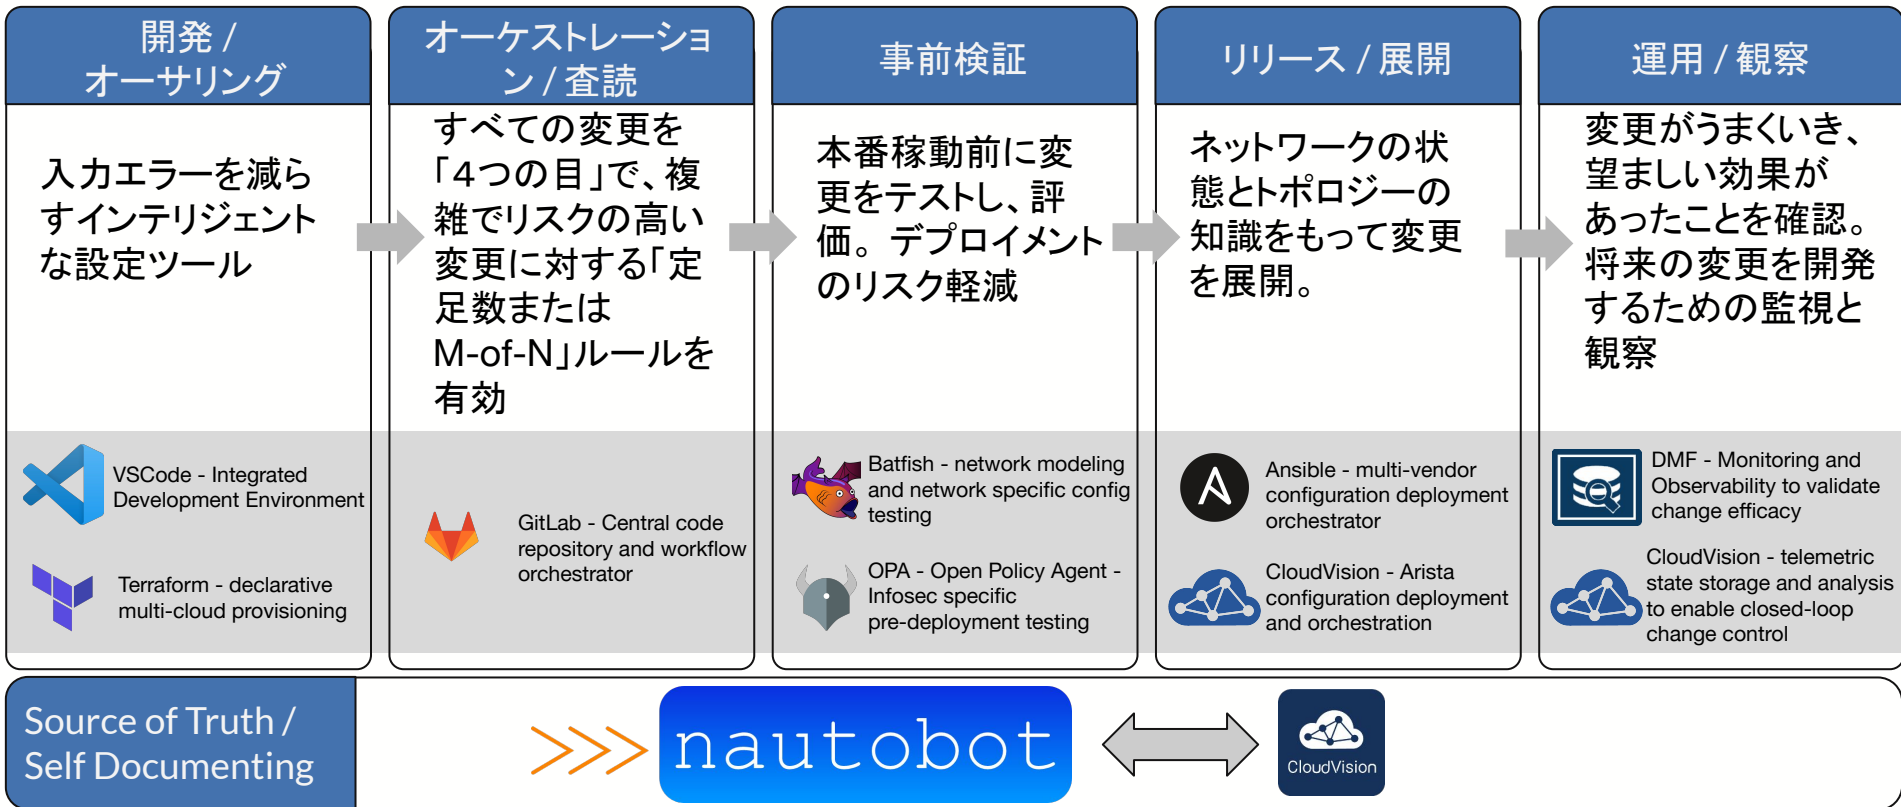 開発 /
オーサリング
入力エラーを減ら
すインテリジェント
な設定ツール
VSCode - Integrated
Development Environment
Terraform - declarative
multi-cloud provisioning
オーケストレーショ
ン / 査読
すべての変更を
「４つの目」で、複
雑でリスクの高い
変更に対する「定
足数または
M-of-N」ルールを
有効
GitLab - Central code
repository and workflow
orchestrator
事前検証
本番稼動前に変
更をテストし、評
価。デプロイメント
のリスク軽減
Batfish - network modeling
and network specific config
testing
OPA - Open Policy Agent -
Infosec specific
pre-deployment testing
リリース / 展開
ネットワークの状
態とトポロジーの
知識をもって変更
を展開。
Ansible - multi-vendor
configuration deployment
orchestrator
CloudVision - Arista
configuration deployment
and orchestration
運用 / 観察
変更がうまくいき、
望ましい効果が
あったことを確認。
将来の変更を開発
するための監視と
観察
DMF - Monitoring and
Observability to validate
change efficacy
CloudVision - telemetric
state storage and analysis
to enable closed-loop
change control
Source of Truth /
Self Documenting
nautobot
CloudVision